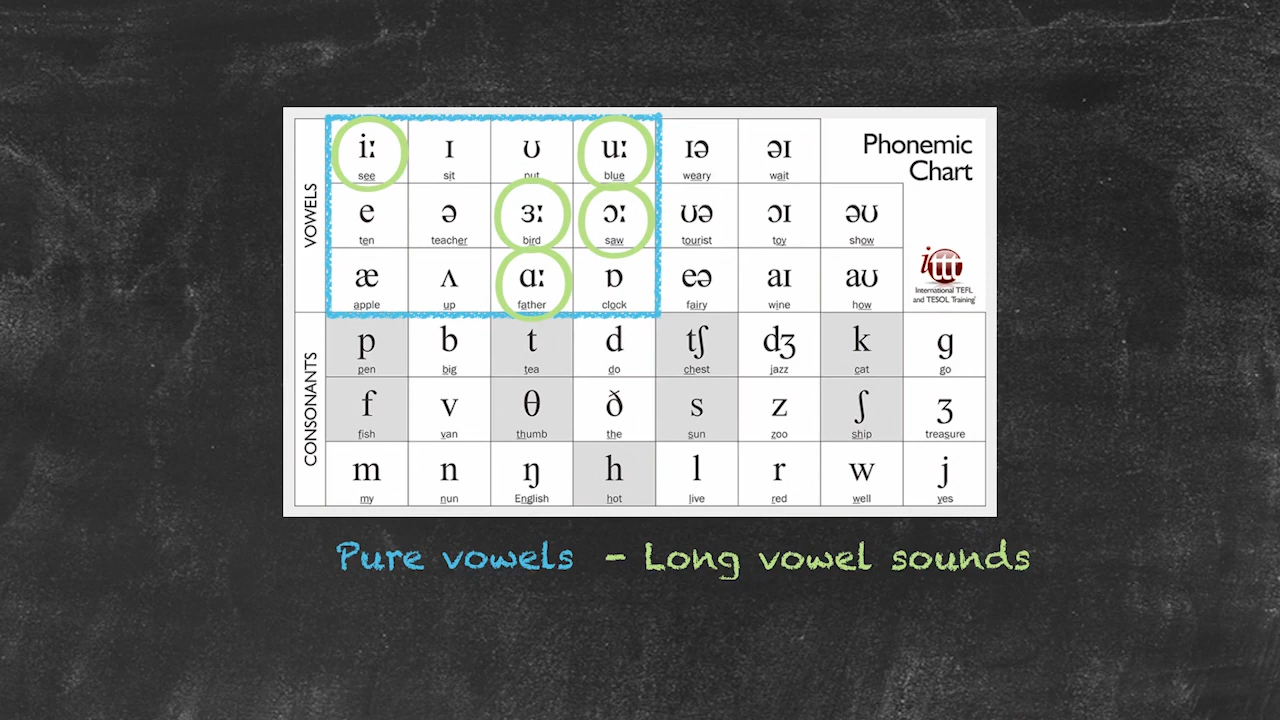 VOWELS
iː ɪ ʊ uː ɪə əɪ
see sit put blue weary wait
Phonemic
Chart
e ə ɜː ɔː ʊə ɔɪ əʊ
ten teacher bird saw tourist toy show
æ ʌ ɑː ɒ eə aɪ aʊ
apple up father clock fairy wine how
ittt
International TEFL
and TESOL Training
CONSONANTS
p b t d tʃ dʒ k g
pen big tea do chest jazz cat go
f v θ ð s z ʃ ʒ
fish van thumb the sun zoo ship treasure
m n ŋ h l r w j
my nun English hot live red well yes
Pure vowels - Long vowel sounds